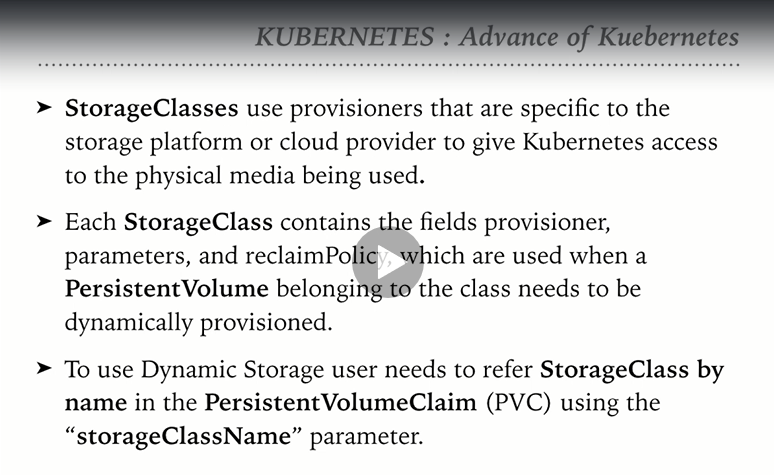 KUBERNETES : Advance of Kuebernetes
➤ StorageClasses use provisioners that are specific to the
storage platform or cloud provider to give Kubernetes access
to the physical media being used.
➤ Each StorageClass contains the fields provisioner,
parameters, and reclaimPolicy, which are used when a
PersistentVolume belonging to the class needs to be
dynamically provisioned.
➤ To use Dynamic Storage user needs to refer StorageClass by
name in the PersistentVolumeClaim (PVC) using the
“storageClassName” parameter.